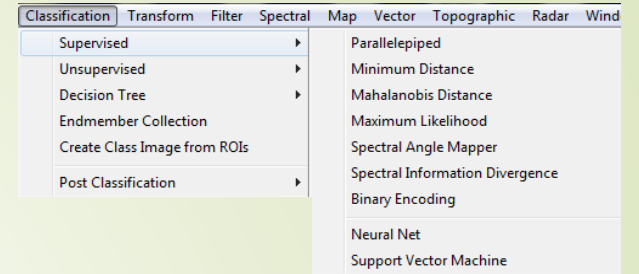 Classification Transform Filter Spectral Map Vector Topographic Radar Wind
Supervised
Unsupervised
Decision Tree
Endmember Collection
Create Class Image from ROIs
Post Classification
Parallelepiped
Minimum Distance
Mahalanobis Distance
Maximum Likelihood
Spectral Angle Mapper
Spectral Information Divergence
Binary Encoding
Neural Net
Support Vector Machine